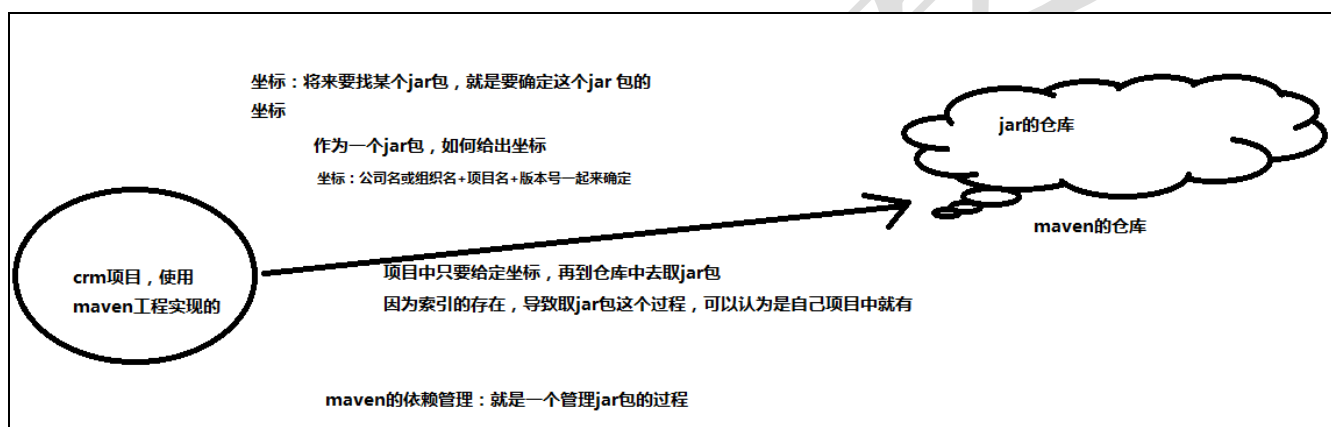 坐标：将来要找某个jar包，就是要确定这个jar 包的
坐标
jar的仓库
作为一个jar包，如何给出坐标
坐标：公司名或组织名+项目名+版本号一起来确定
maven的仓库
crm项目，使用
maven工程实现的
项目中只要给定坐标，再到仓库中去取jar包
因为索引的存在，导致取jar包这个过程，可以认为是自己项目中就有
maven的依赖管理：就是一个管理jar包的过程